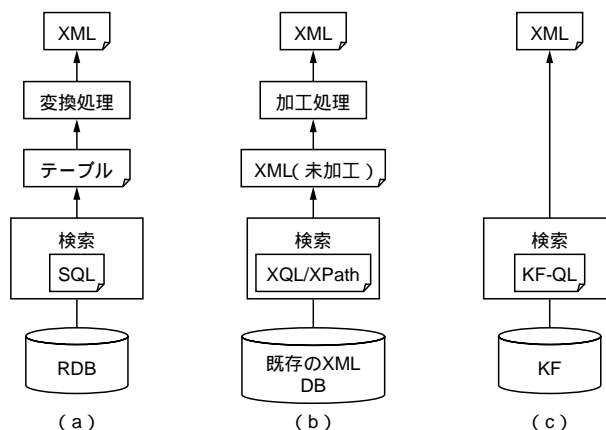 XML
変換処理
テーブル
検索
SQL
RDB
(a)
XML
加工処理
XML(未加工)
検索
XQL/XPath
既存のXML
DB
(b)
XML
検索
KF-QL
KF
(c)